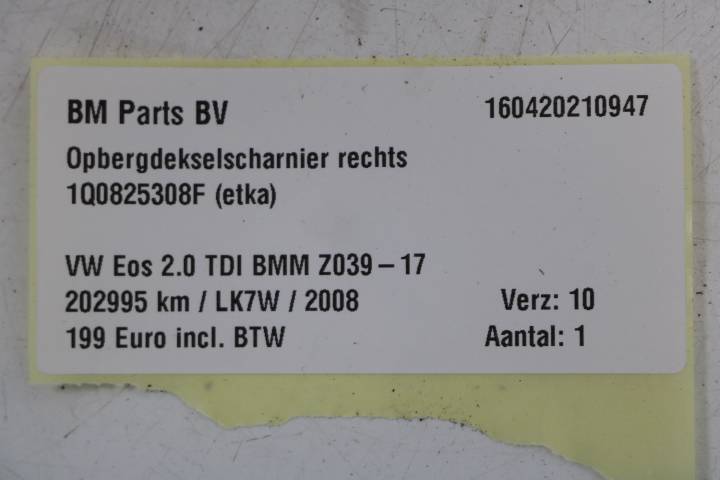 BM Parts BV 160420210947
Opbergdekselscharnier rechts
1Q0825308F (etka)
VW Eos 2.0 TDI BMM Z039 – 17
202995 km / LK7W / 2008 Verz: 10
199 Euro incl. BTW Aantal: 1